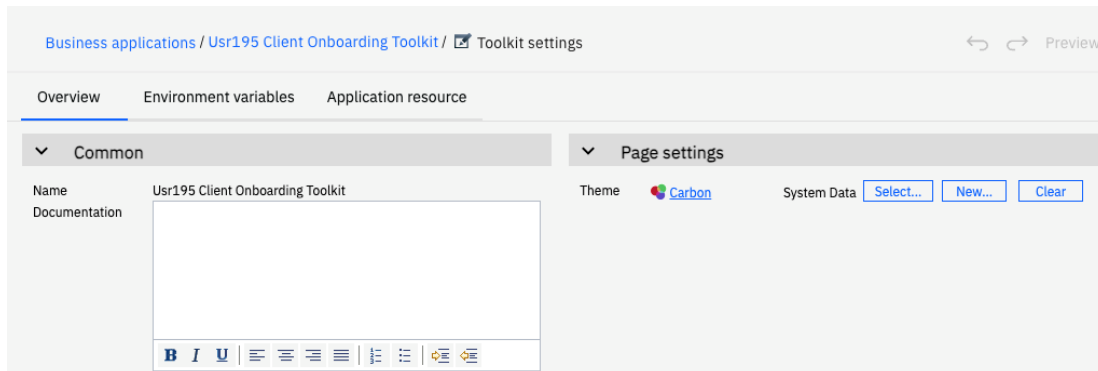 Business applications / Usr195 Client Onboarding Toolkit / Toolkit settings
Preview
Overview Environment variables Application resource
Common
Name Usr195 Client Onboarding Toolkit
Documentation
B I U
Page settings
Theme Carbon System Data Select... New... Clear